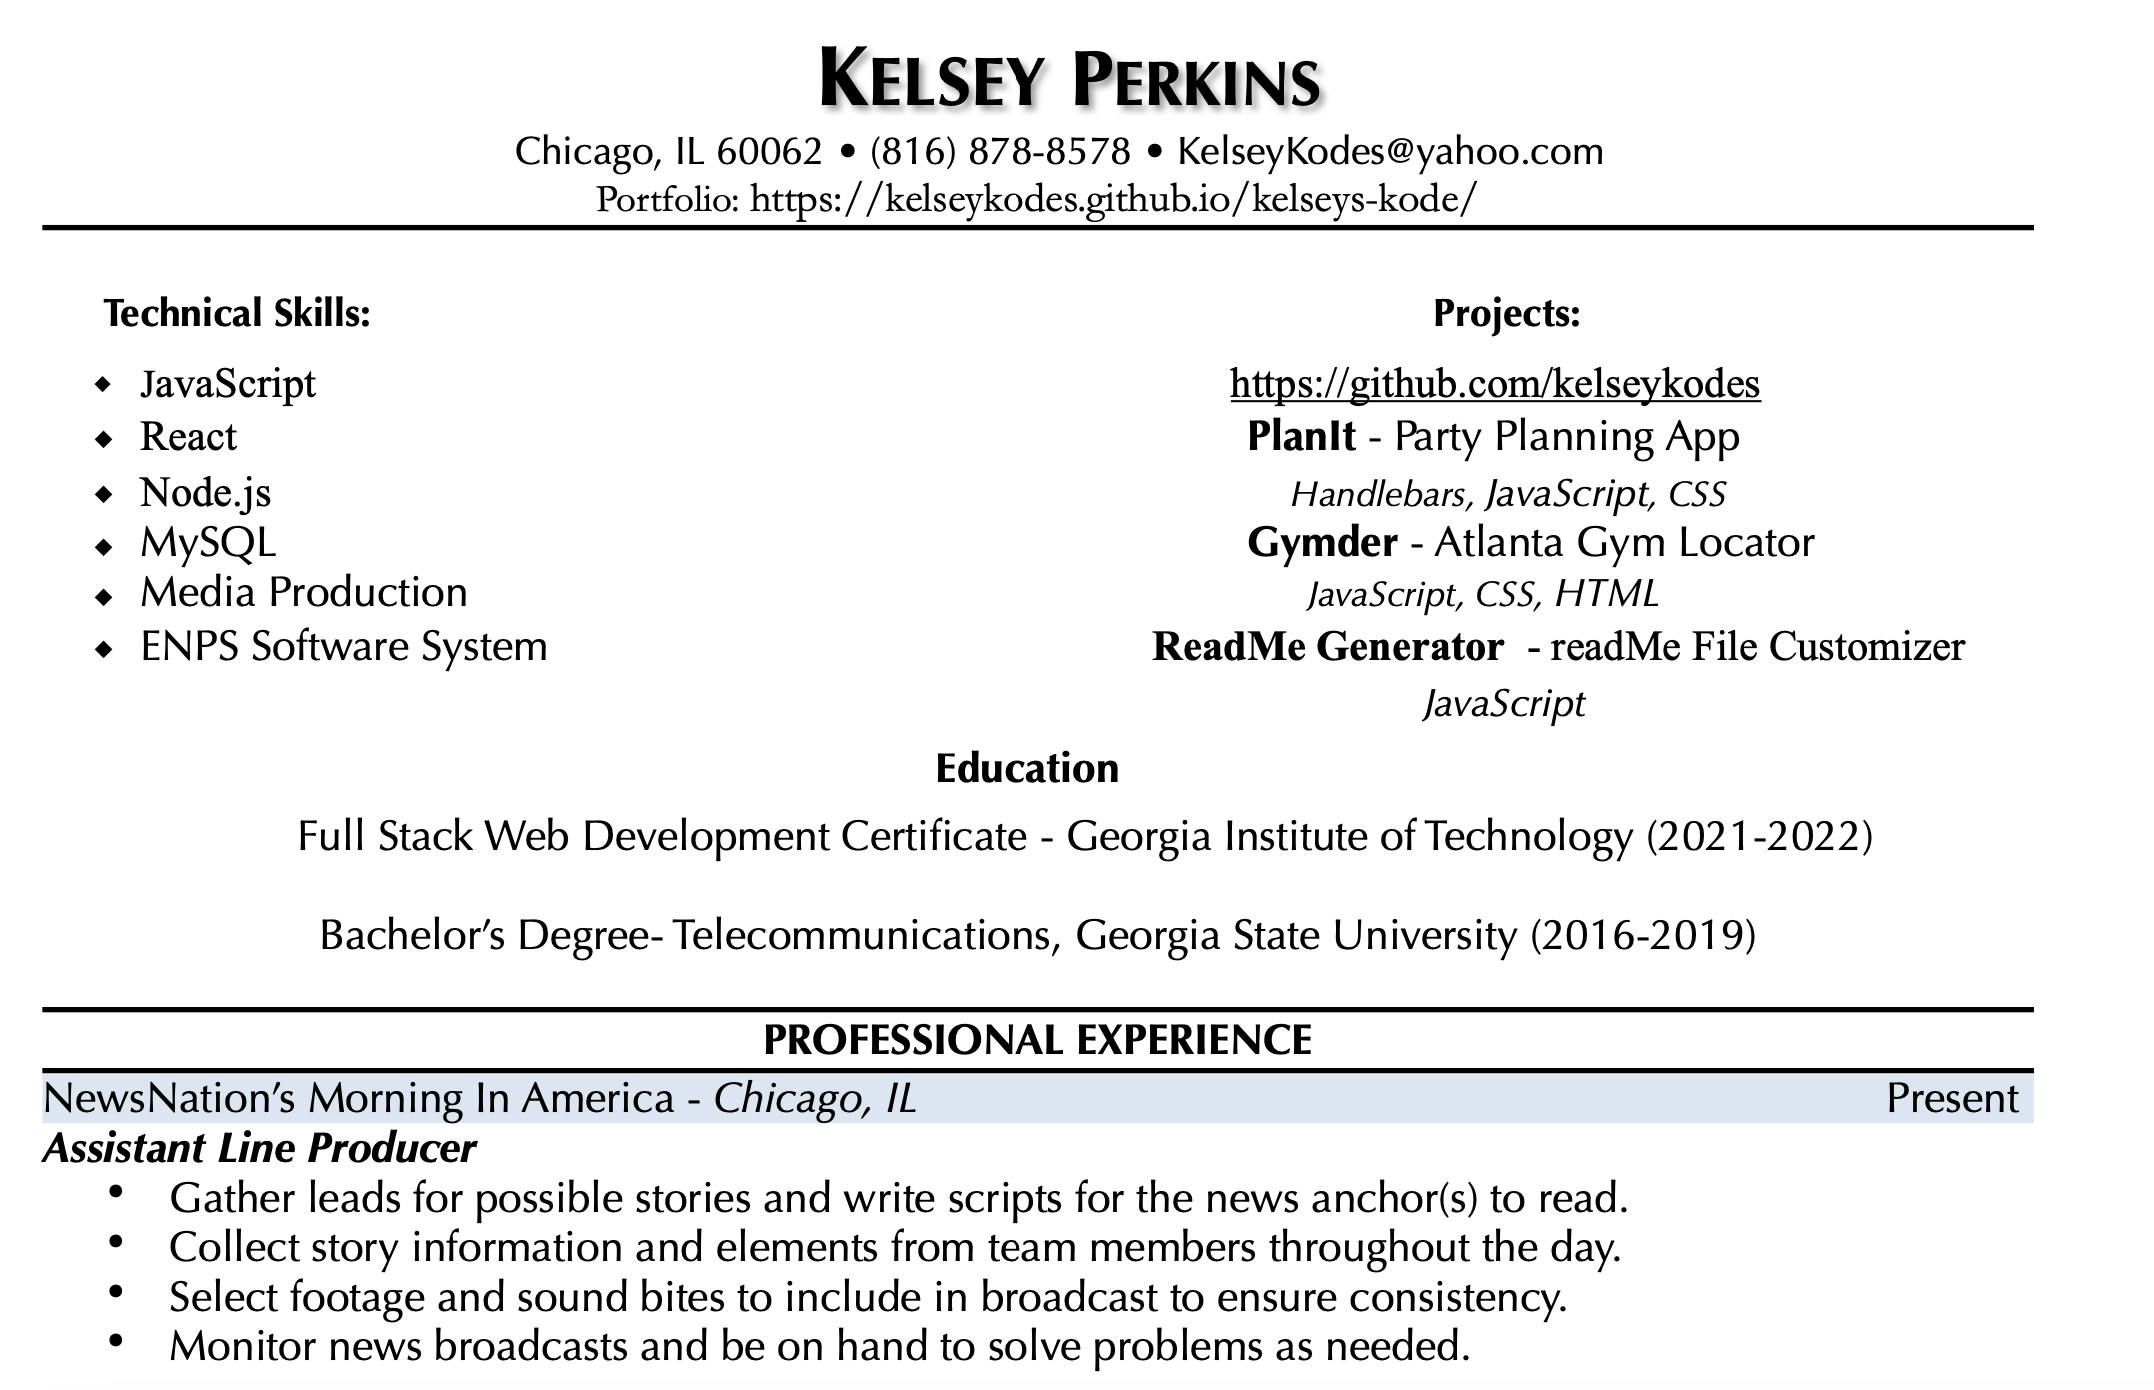 KELSEY PERKINS
Chicago, IL 60062 • (816) 878-8578 • KelseyKodes@yahoo.com
Portfolio: https://kelseykodes.github.io/kelseys-kode/
Technical Skills:
◆ JavaScript
◆ React
◆ Node.js
◆ MySQL
◆ Media Production
◆ ENPS Software System
Projects:
https://github.com/kelseykodes
PlanIt - Party Planning App
Handlebars, JavaScript, CSS
Gymder - Atlanta Gym Locator
JavaScript, CSS, HTML
ReadMe Generator - readMe File Customizer
JavaScript
Education
Full Stack Web Development Certificate - Georgia Institute of Technology (2021-2022)
Bachelor’s Degree- Telecommunications, Georgia State University (2016-2019)
PROFESSIONAL EXPERIENCE
NewsNation’s Morning In America - Chicago, IL Present
Assistant Line Producer
• Gather leads for possible stories and write scripts for the news anchor(s) to read.
• Collect story information and elements from team members throughout the day.
• Select footage and sound bites to include in broadcast to ensure consistency.
• Monitor news broadcasts and be on hand to solve problems as needed.